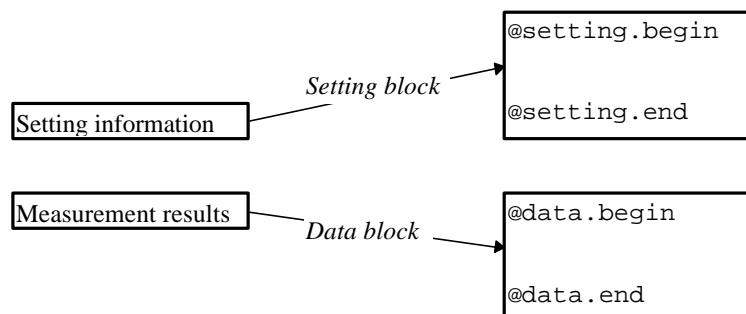 @setting.begin
Setting block
@setting.end
Setting information
Measurement results
@data.begin
Data block
@data.end